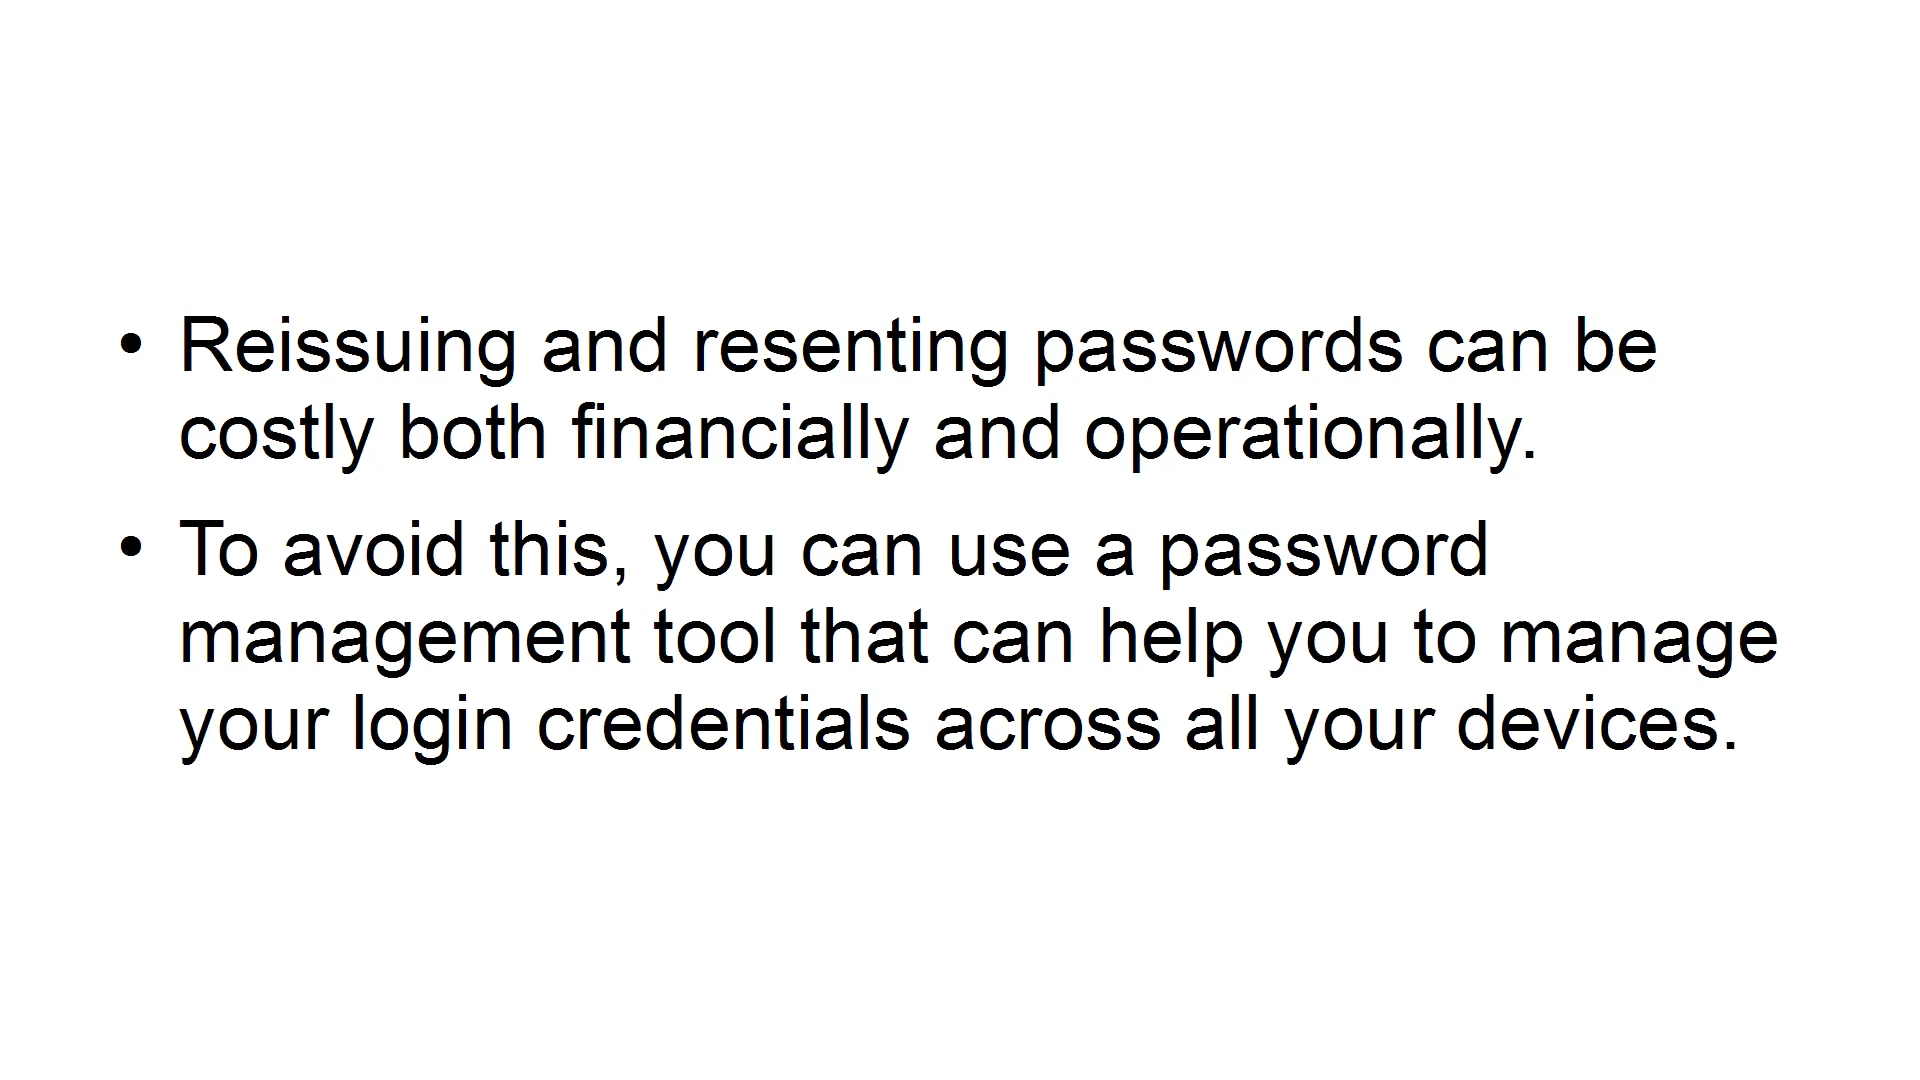 • Reissuing and resenting passwords can be
costly both financially and operationally.
• To avoid this, you can use a password
management tool that can help you to manage
your login credentials across all your devices.